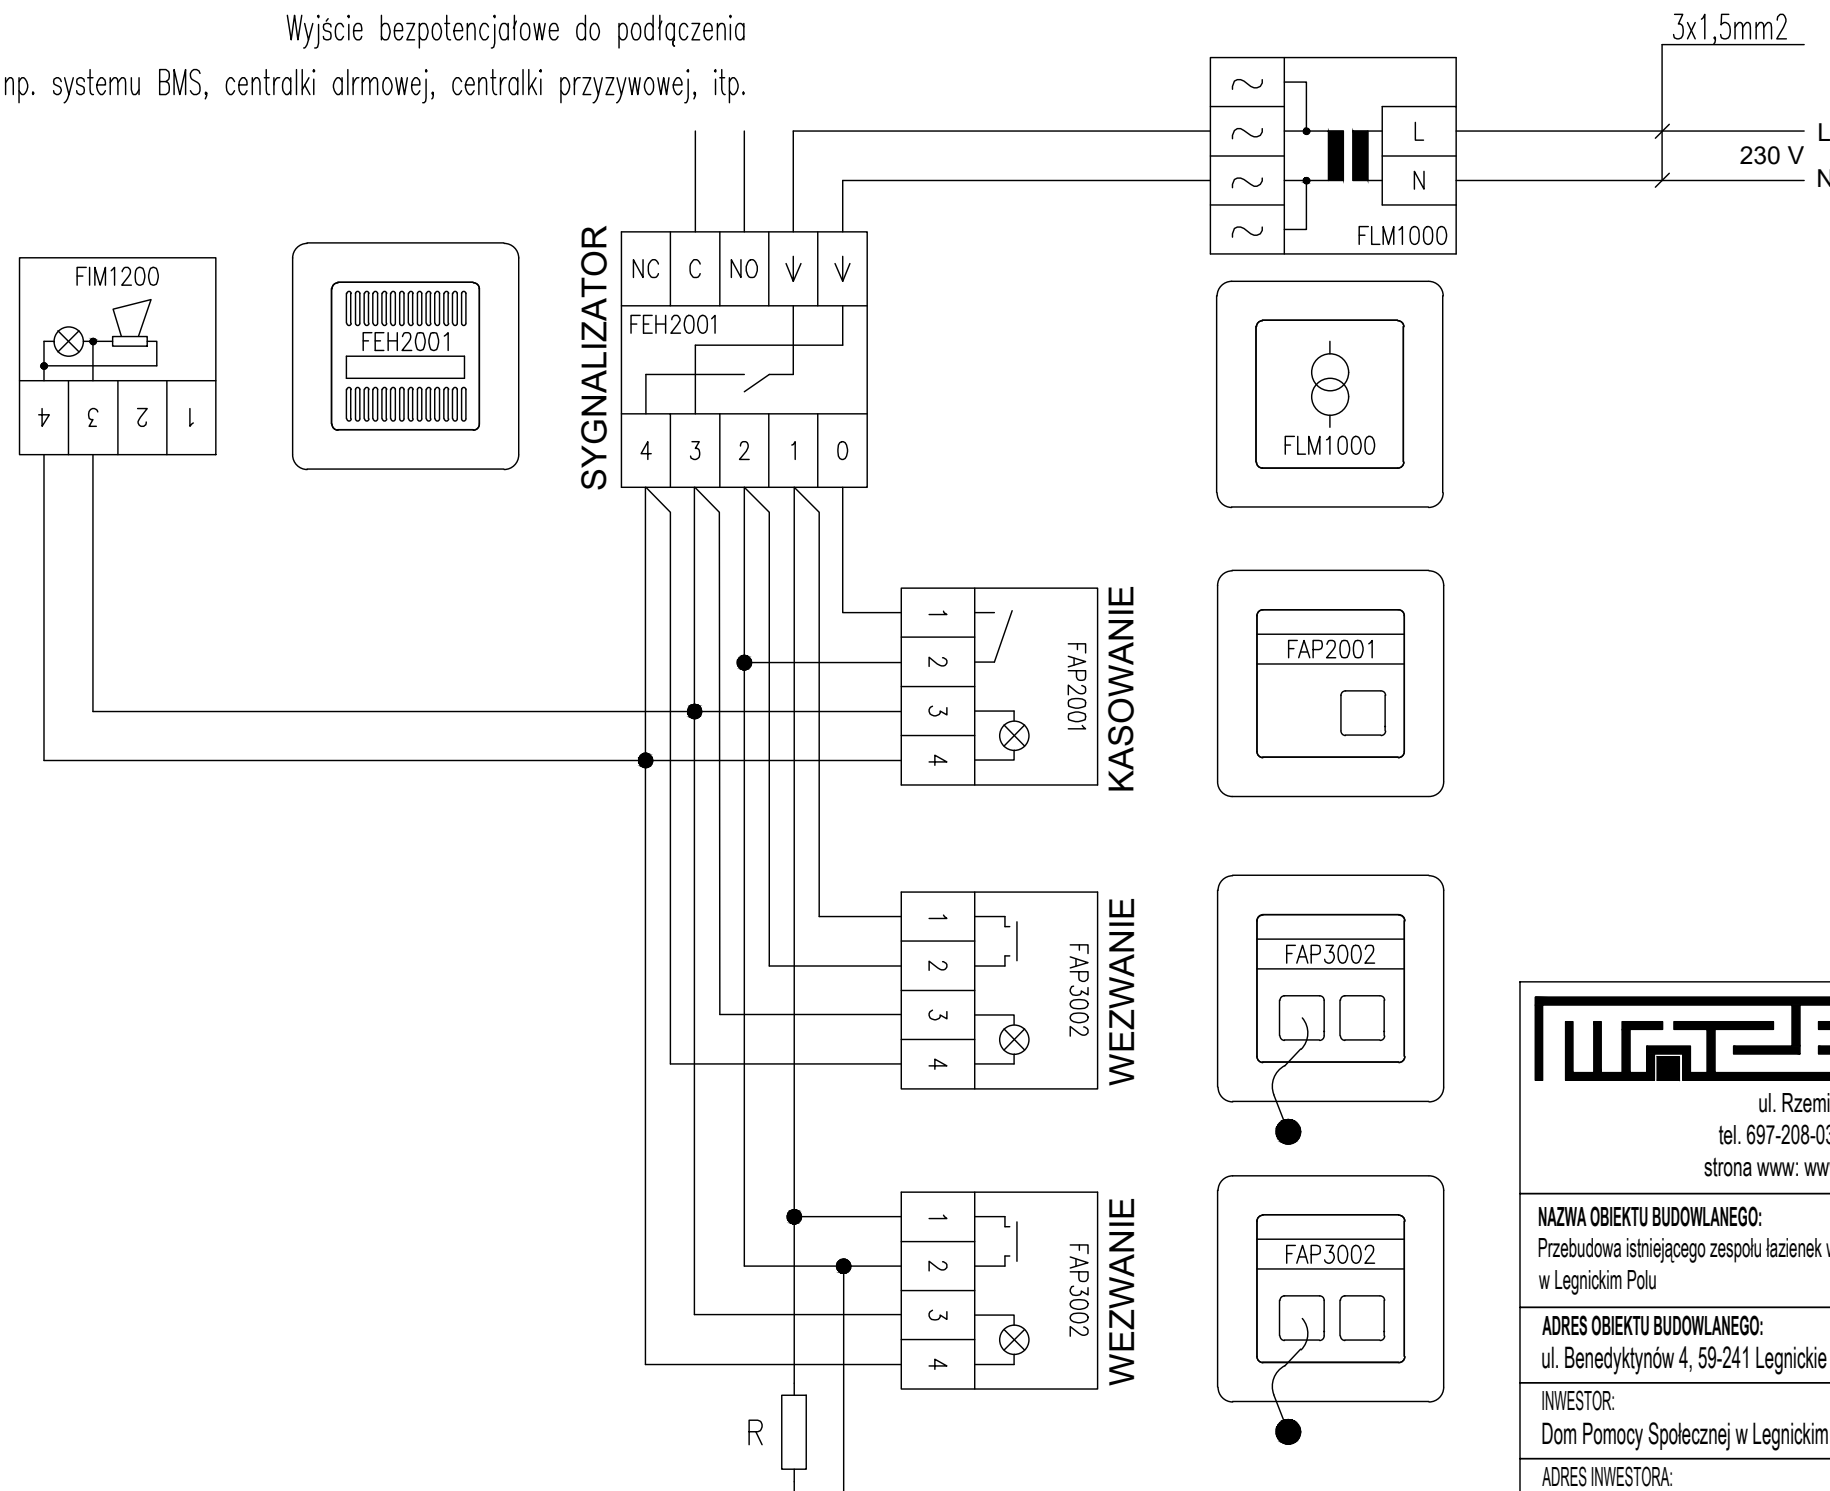 Wyjście bezpotencjałowe do podłączenia
np. systemu BMS, centralki alrmowej, centralki przyzywowej, itp.
3x1,5mm2
L
230 V
N
L
N
FLM1000
FIM1200
4 3 2 1
FEH2001
SYGNALIZATOR
NC C NO
FEH2001
4 3 2 1 0
FLM1000
1
2
3
4
FAP2001
KASOWANIE
FAP2001
1
2
3
4
FAP3002
WEZWANIE
FAP3002
1
2
3
4
FAP3002
WEZWANIE
FAP3002
R
ul. Rzemi
tel. 697-208-03
strona www: ww
NAZWA OBIEKTU BUDOWLANEGO:
Przebudowa istniejącego zespołu łazienek
w Legnickim Polu
ADRES OBIEKTU BUDOWLANEGO:
ul. Benedyktynów 4, 59-241 Legnickie
INWESTOR:
Dom Pomocy Społecznej w Legnickim
ADRES INWESTORA: